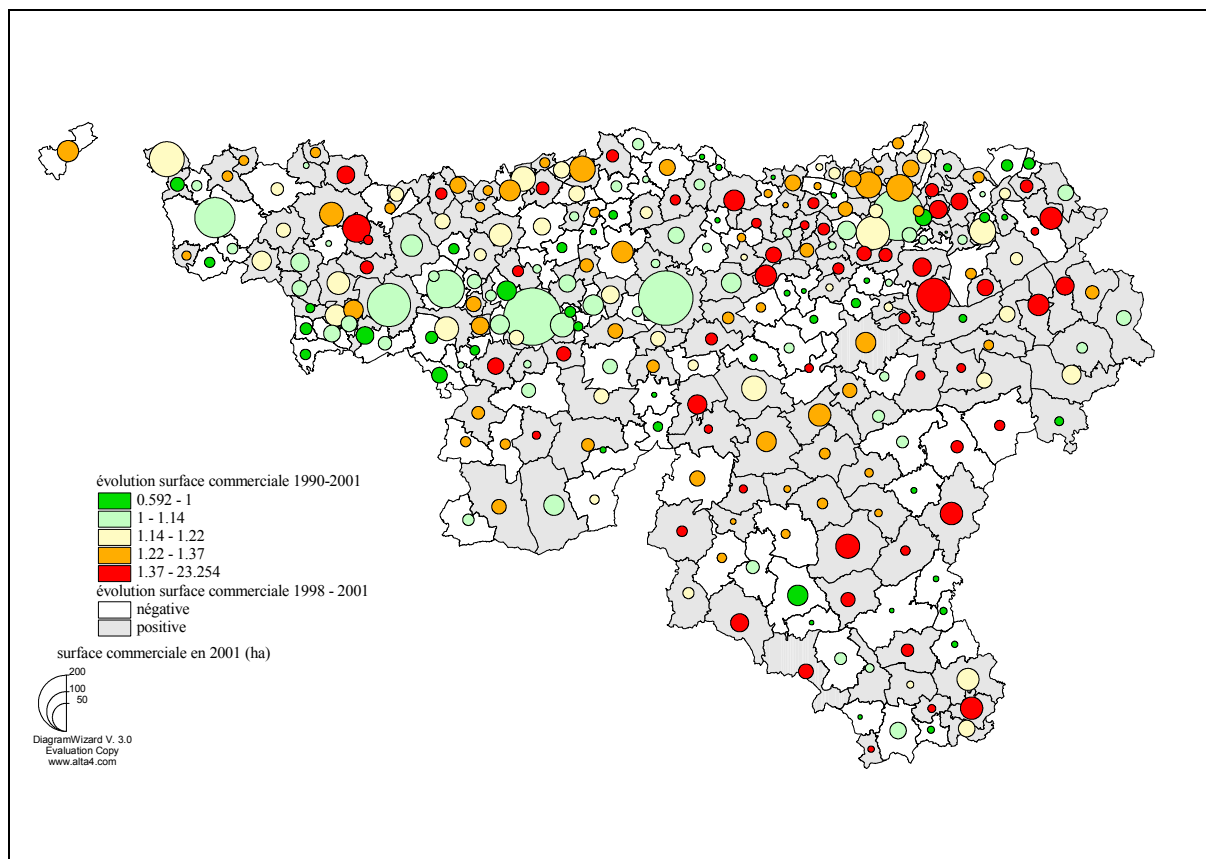 évolution surface commerciale 1990-2001
0.592 - 1
1 - 1.14
1.14 - 1.22
1.22 - 1.37
1.37 - 23.254
évolution surface commerciale 1998 - 2001
négative
positive
surface commerciale en 2001 (ha)
200
100
50
DiagramWizard V. 3.0
Evaluation Copy
www.alta4.com